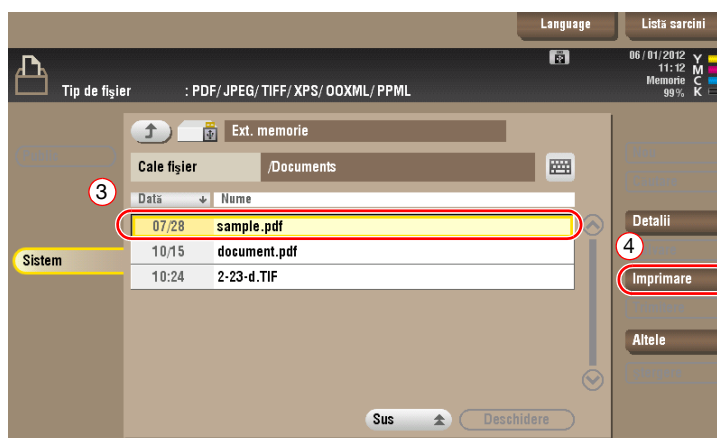 Language
Listă sarcini
06/01/2012
11:12
Memorie
99%
Y
M
C
K
Tip de fişier : PDF/JPEG/TIFF/XPS/OOXML/PPML
Ext. memorie
Cale fişier /Documents
3
Dată Nume
07/28 sample.pdf
10/15 document.pdf
10:24 2-23-d.TIF
Sistem
Detalii
4
Imprimare
Altele
Sus
Deschidere